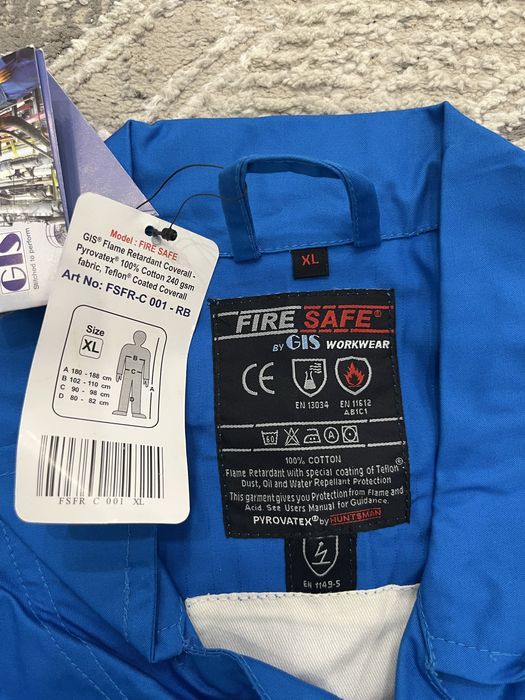 GIS
Stitched to perform
Model : FIRE SAFE
GIS® Flame Retardant Coverall -
Pyrovatex® 100% Cotton 240 gsm
fabric, Teflon® Coated Coverall
Art No: FSFR-C 001 - RB
Size
XL
A 180 - 188 cm
B 102 - 110 cm
C 90 - 98 cm
D 80 - 82 cm
A
B
C
D
FSFR C 001 XL
XL
FIRE SAFE®
BY GIS WORKWEAR
CE
EN 13034
EN 11612
A1B1C1
60
A
100% COTTON
Flame Retardant with special coating of Teflon®
Dust, Oil and Water Repellant Protection
This garment gives you Protection from Flame and
Acid. See Users Manual for Guidance.
PYROVATEX® by HUNTSMAN
EN 1149-5